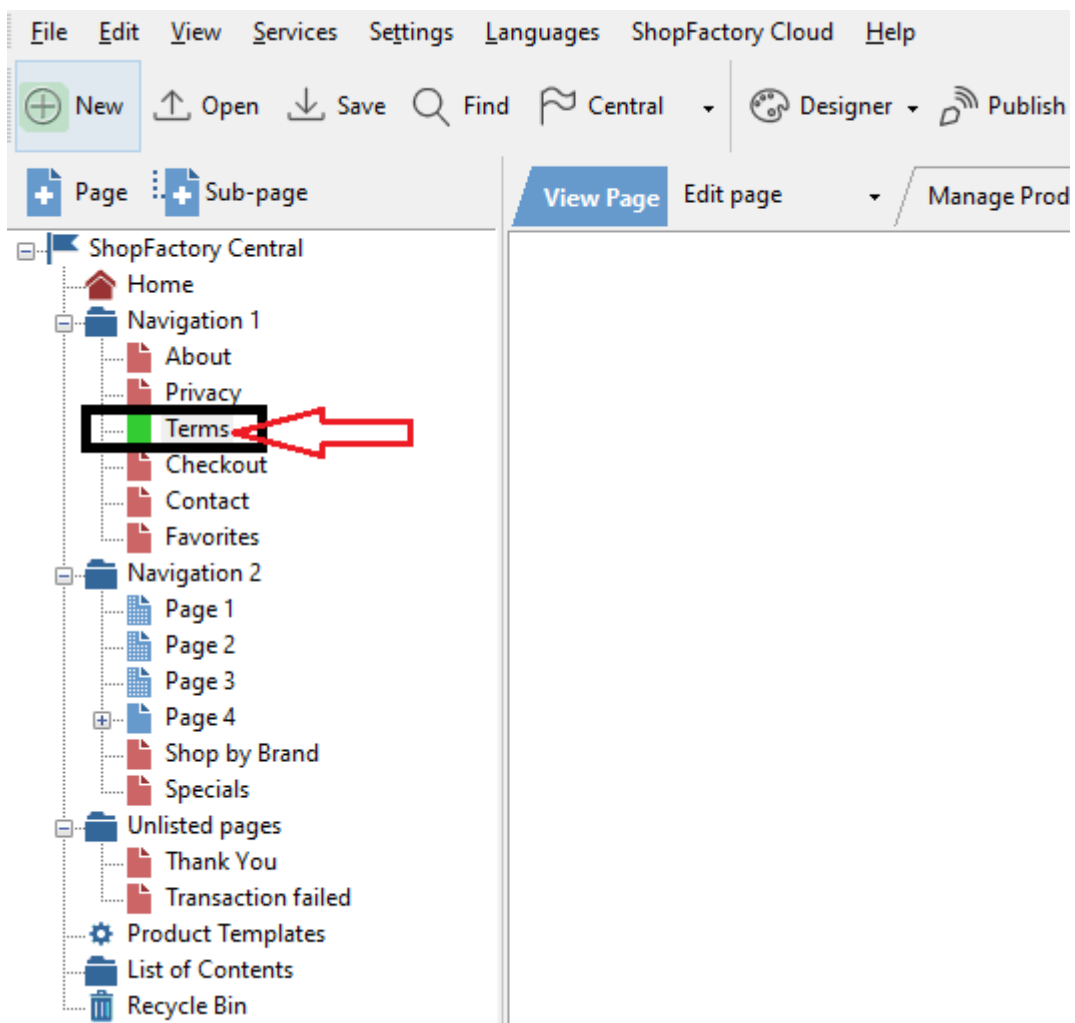 File Edit View Services Settings Languages ShopFactory Cloud Help
New Open Save Find Central Designer Publish
Page Sub-page View Page Edit page Manage Prod
ShopFactory Central
Home
Navigation 1
About
Privacy
Terms
Checkout
Contact
Favorites
Navigation 2
Page 1
Page 2
Page 3
Page 4
Shop by Brand
Specials
Unlisted pages
Thank You
Transaction failed
Product Templates
List of Contents
Recycle Bin